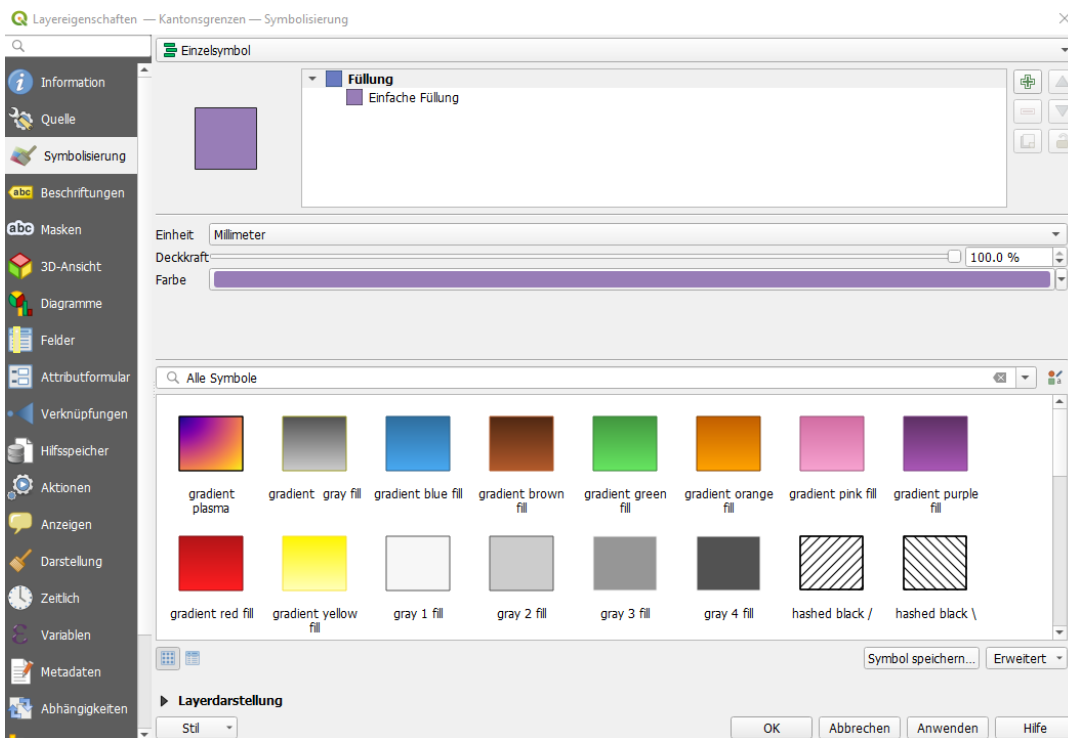 Layereigenschaften — Kantonsgrenzen — Symbolisierung
Einzelsymbol
Information
Quelle
Symbolisierung
abc Beschriftungen
abc Masken
3D-Ansicht
Diagramme
Felder
Attributformular
Verknüpfungen
Hilfsspeicher
Aktionen
Anzeigen
Darstellung
Zeitlich
Variablen
Metadaten
Abhängigkeiten
Füllung
Einfache Füllung
Einheit Millimeter
Deckkraft 100.0 %
Farbe
Alle Symbole
gradient plasma
gradient gray fill
gradient blue fill
gradient brown fill
gradient green fill
gradient orange fill
gradient pink fill
gradient purple fill
gradient red fill
gradient yellow fill
gray 1 fill
gray 2 fill
gray 3 fill
gray 4 fill
hashed black /
hashed black \
Symbol speichern...
Erweitert
Layerdarstellung
Stil
OK
Abbrechen
Anwenden
Hilfe